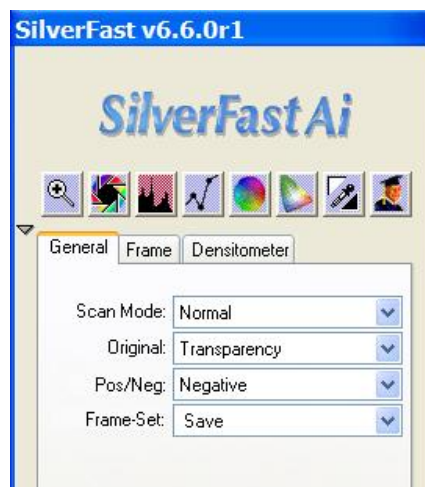 SilverFast v6.6.0r1
SilverFast Ai
General Frame Densitometer
Scan Mode: Normal
Original: Transparency
Pos/Neg: Negative
Frame-Set: Save